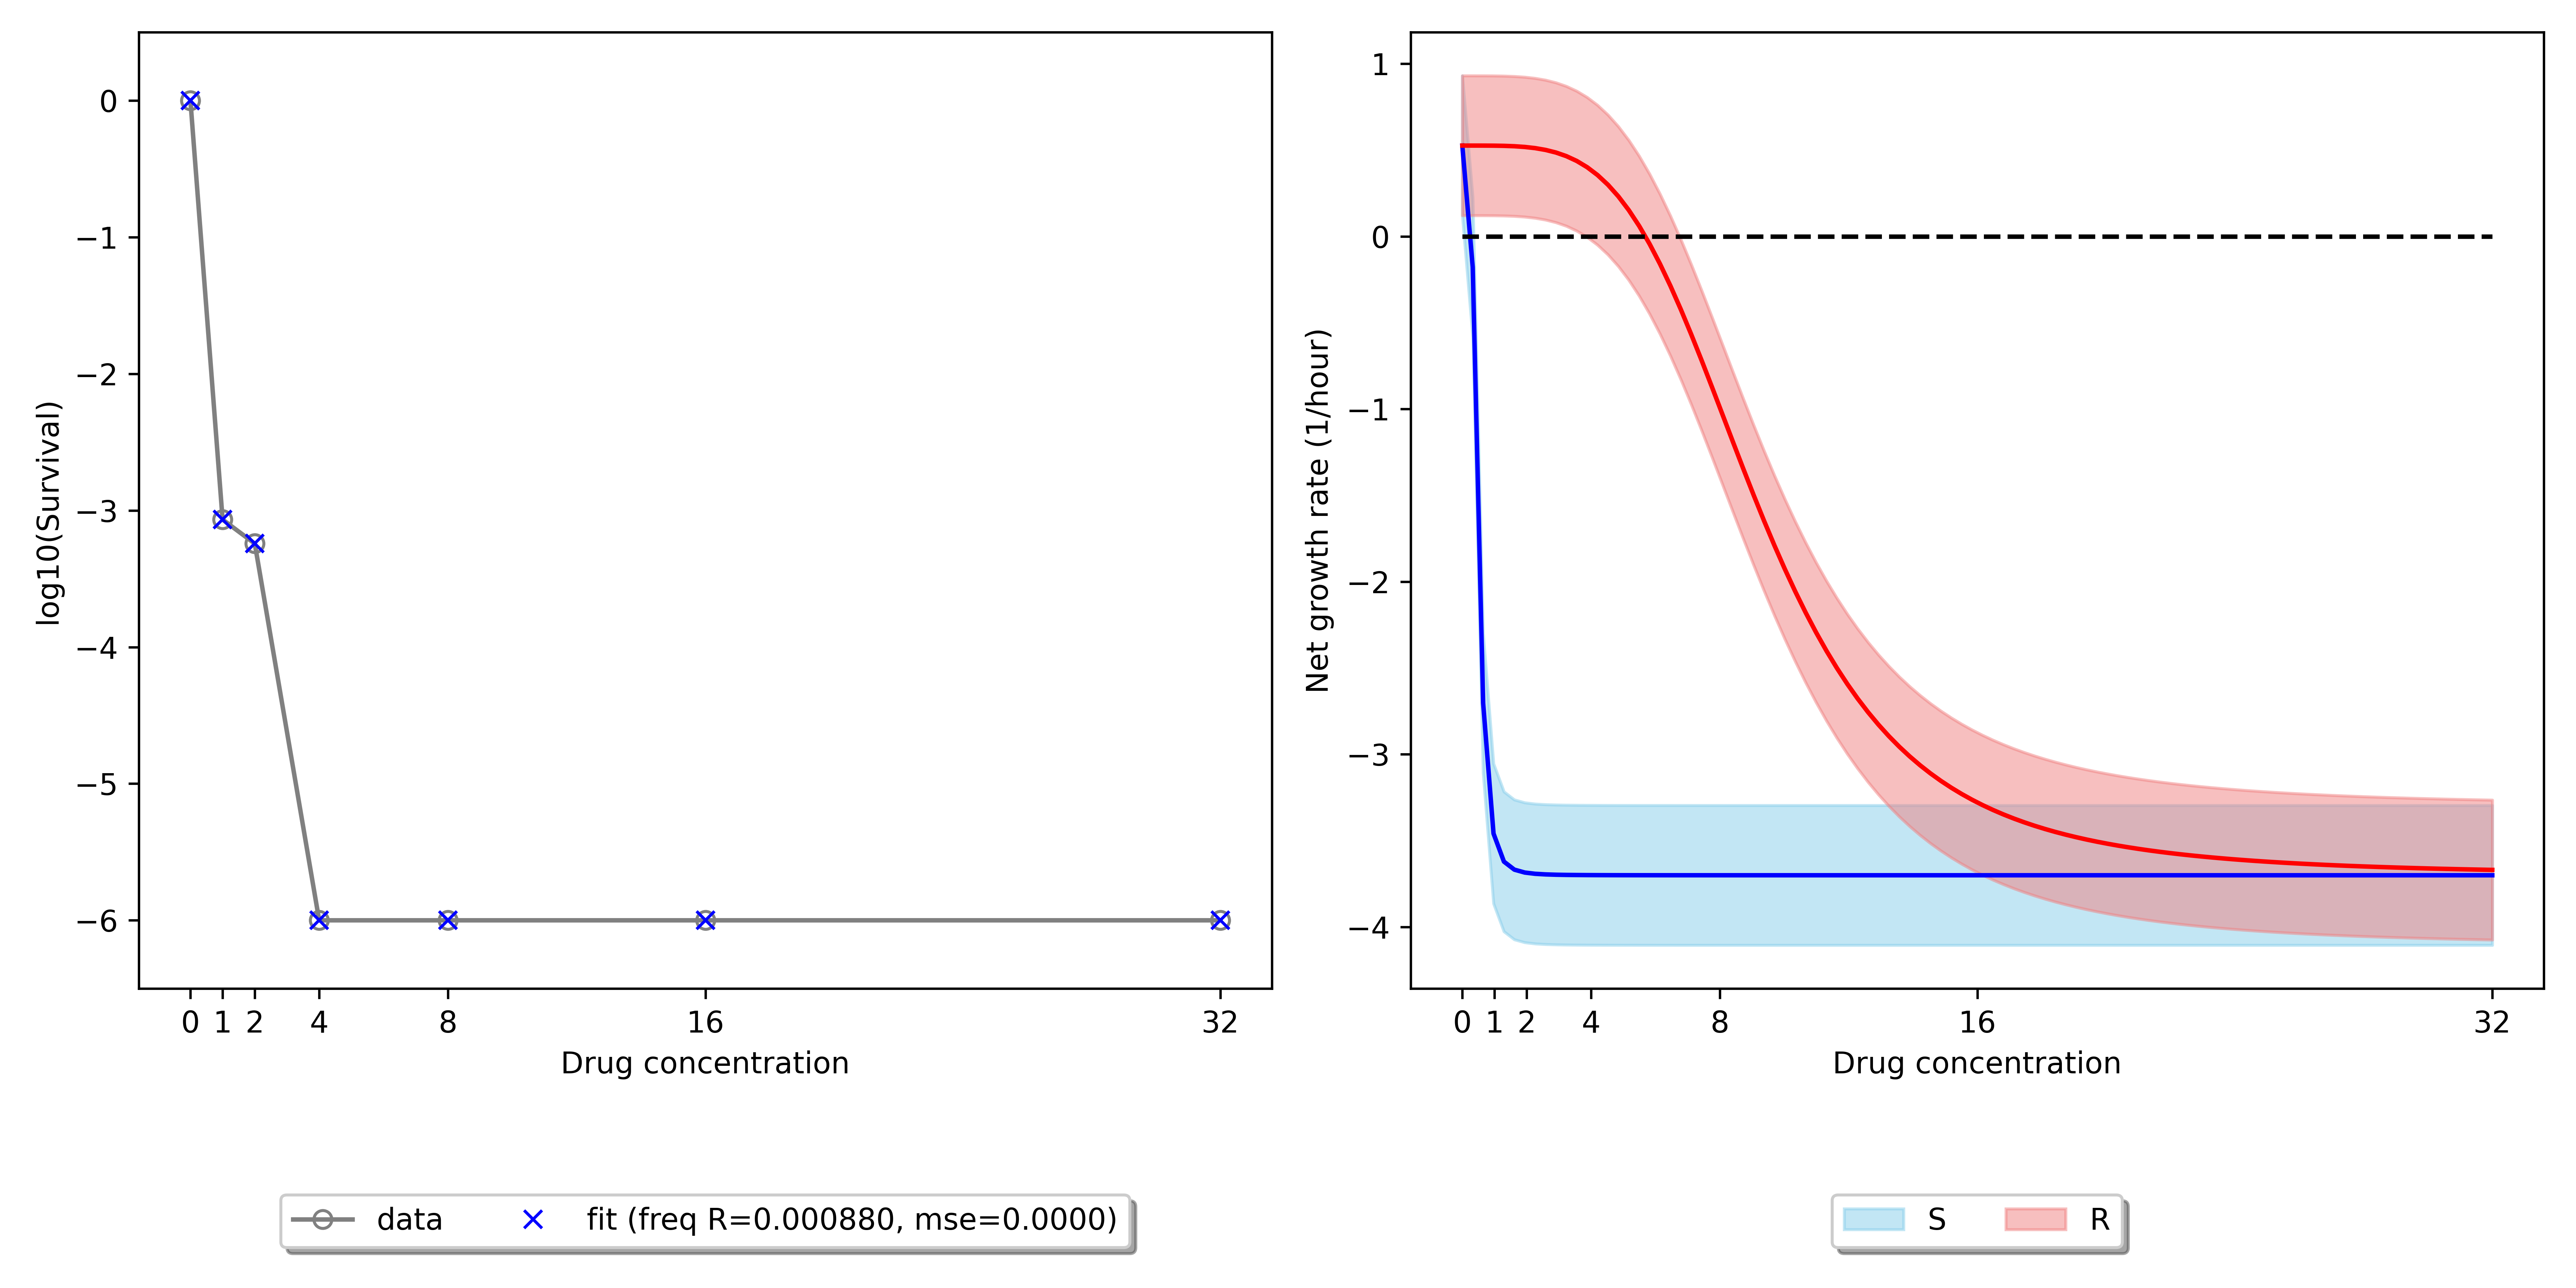 0
−1
−2
−3
−4
−5
−6
log10(Survival)
0 1 2 4 8 16 32
Drug concentration
data
fit (freq R=0.000880, mse=0.0000)
1
0
−1
−2
−3
−4
Net growth rate (1/hour)
0 1 2 4 8 16 32
Drug concentration
S
R